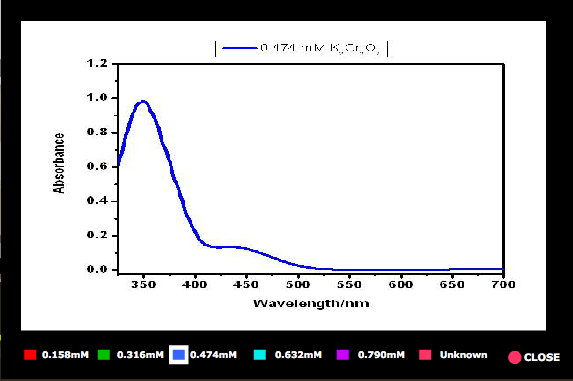 0.474 mM K₂Cr₂O₇
1.2
1.0
0.8
0.6
0.4
0.2
0.0
Absorbance
350 400 450 500 550 600 650 700
Wavelength/nm
0.158mM 0.316mM 0.474mM 0.632mM 0.790mM Unknown CLOSE